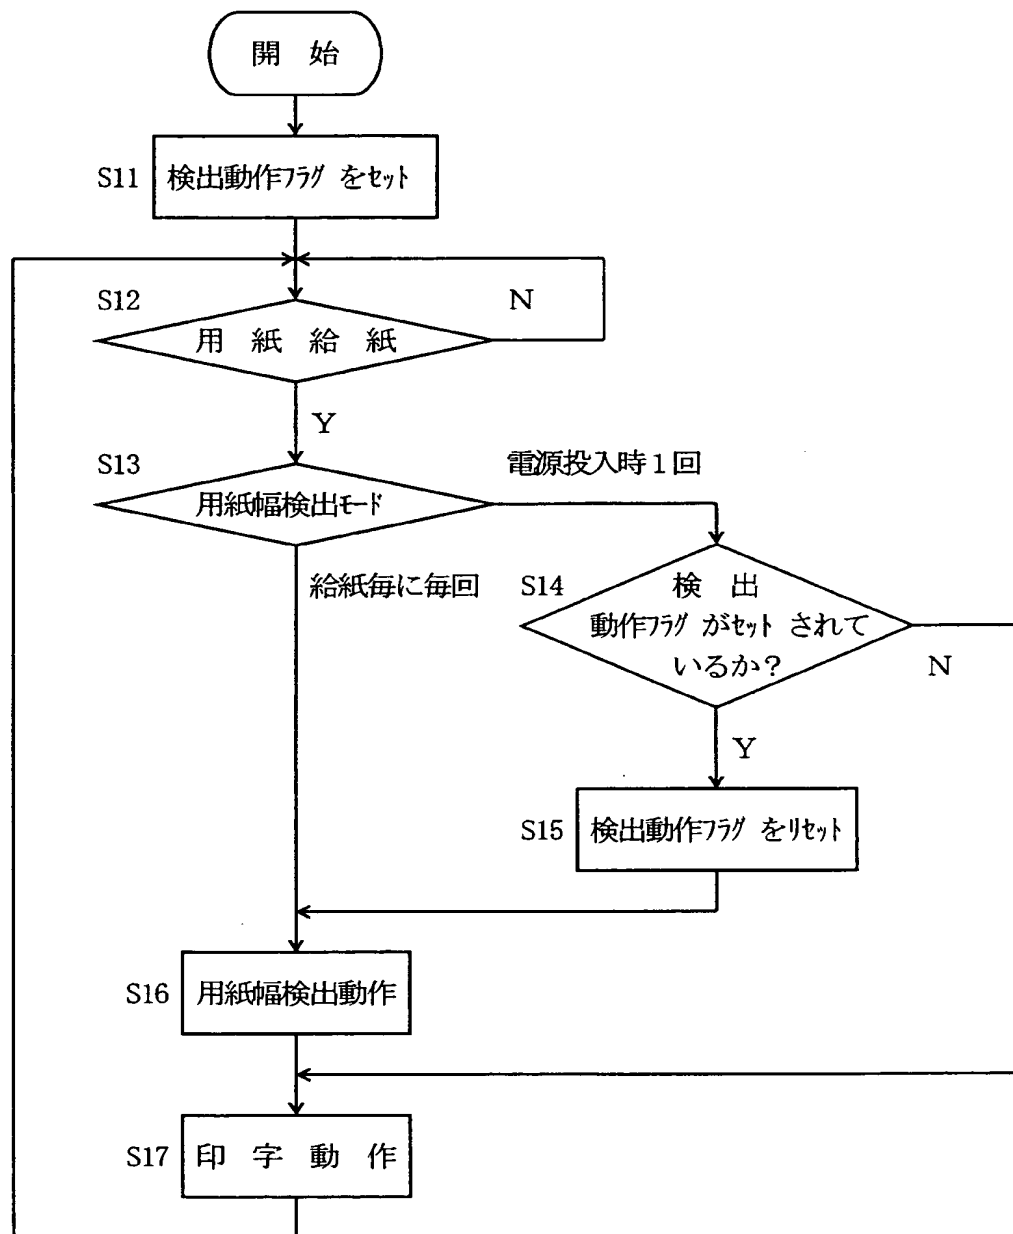 開 始
S11 検出動作フラグをセット
S12
N
用 紙 給 紙
Y
S13
電源投入時1回
用紙幅検出モード
給紙毎に毎回
S14
検 出
動作フラグがセットされて
いるか?
N
Y
S15 検出動作フラグをリセット
S16 用紙幅検出動作
S17 印 字 動 作